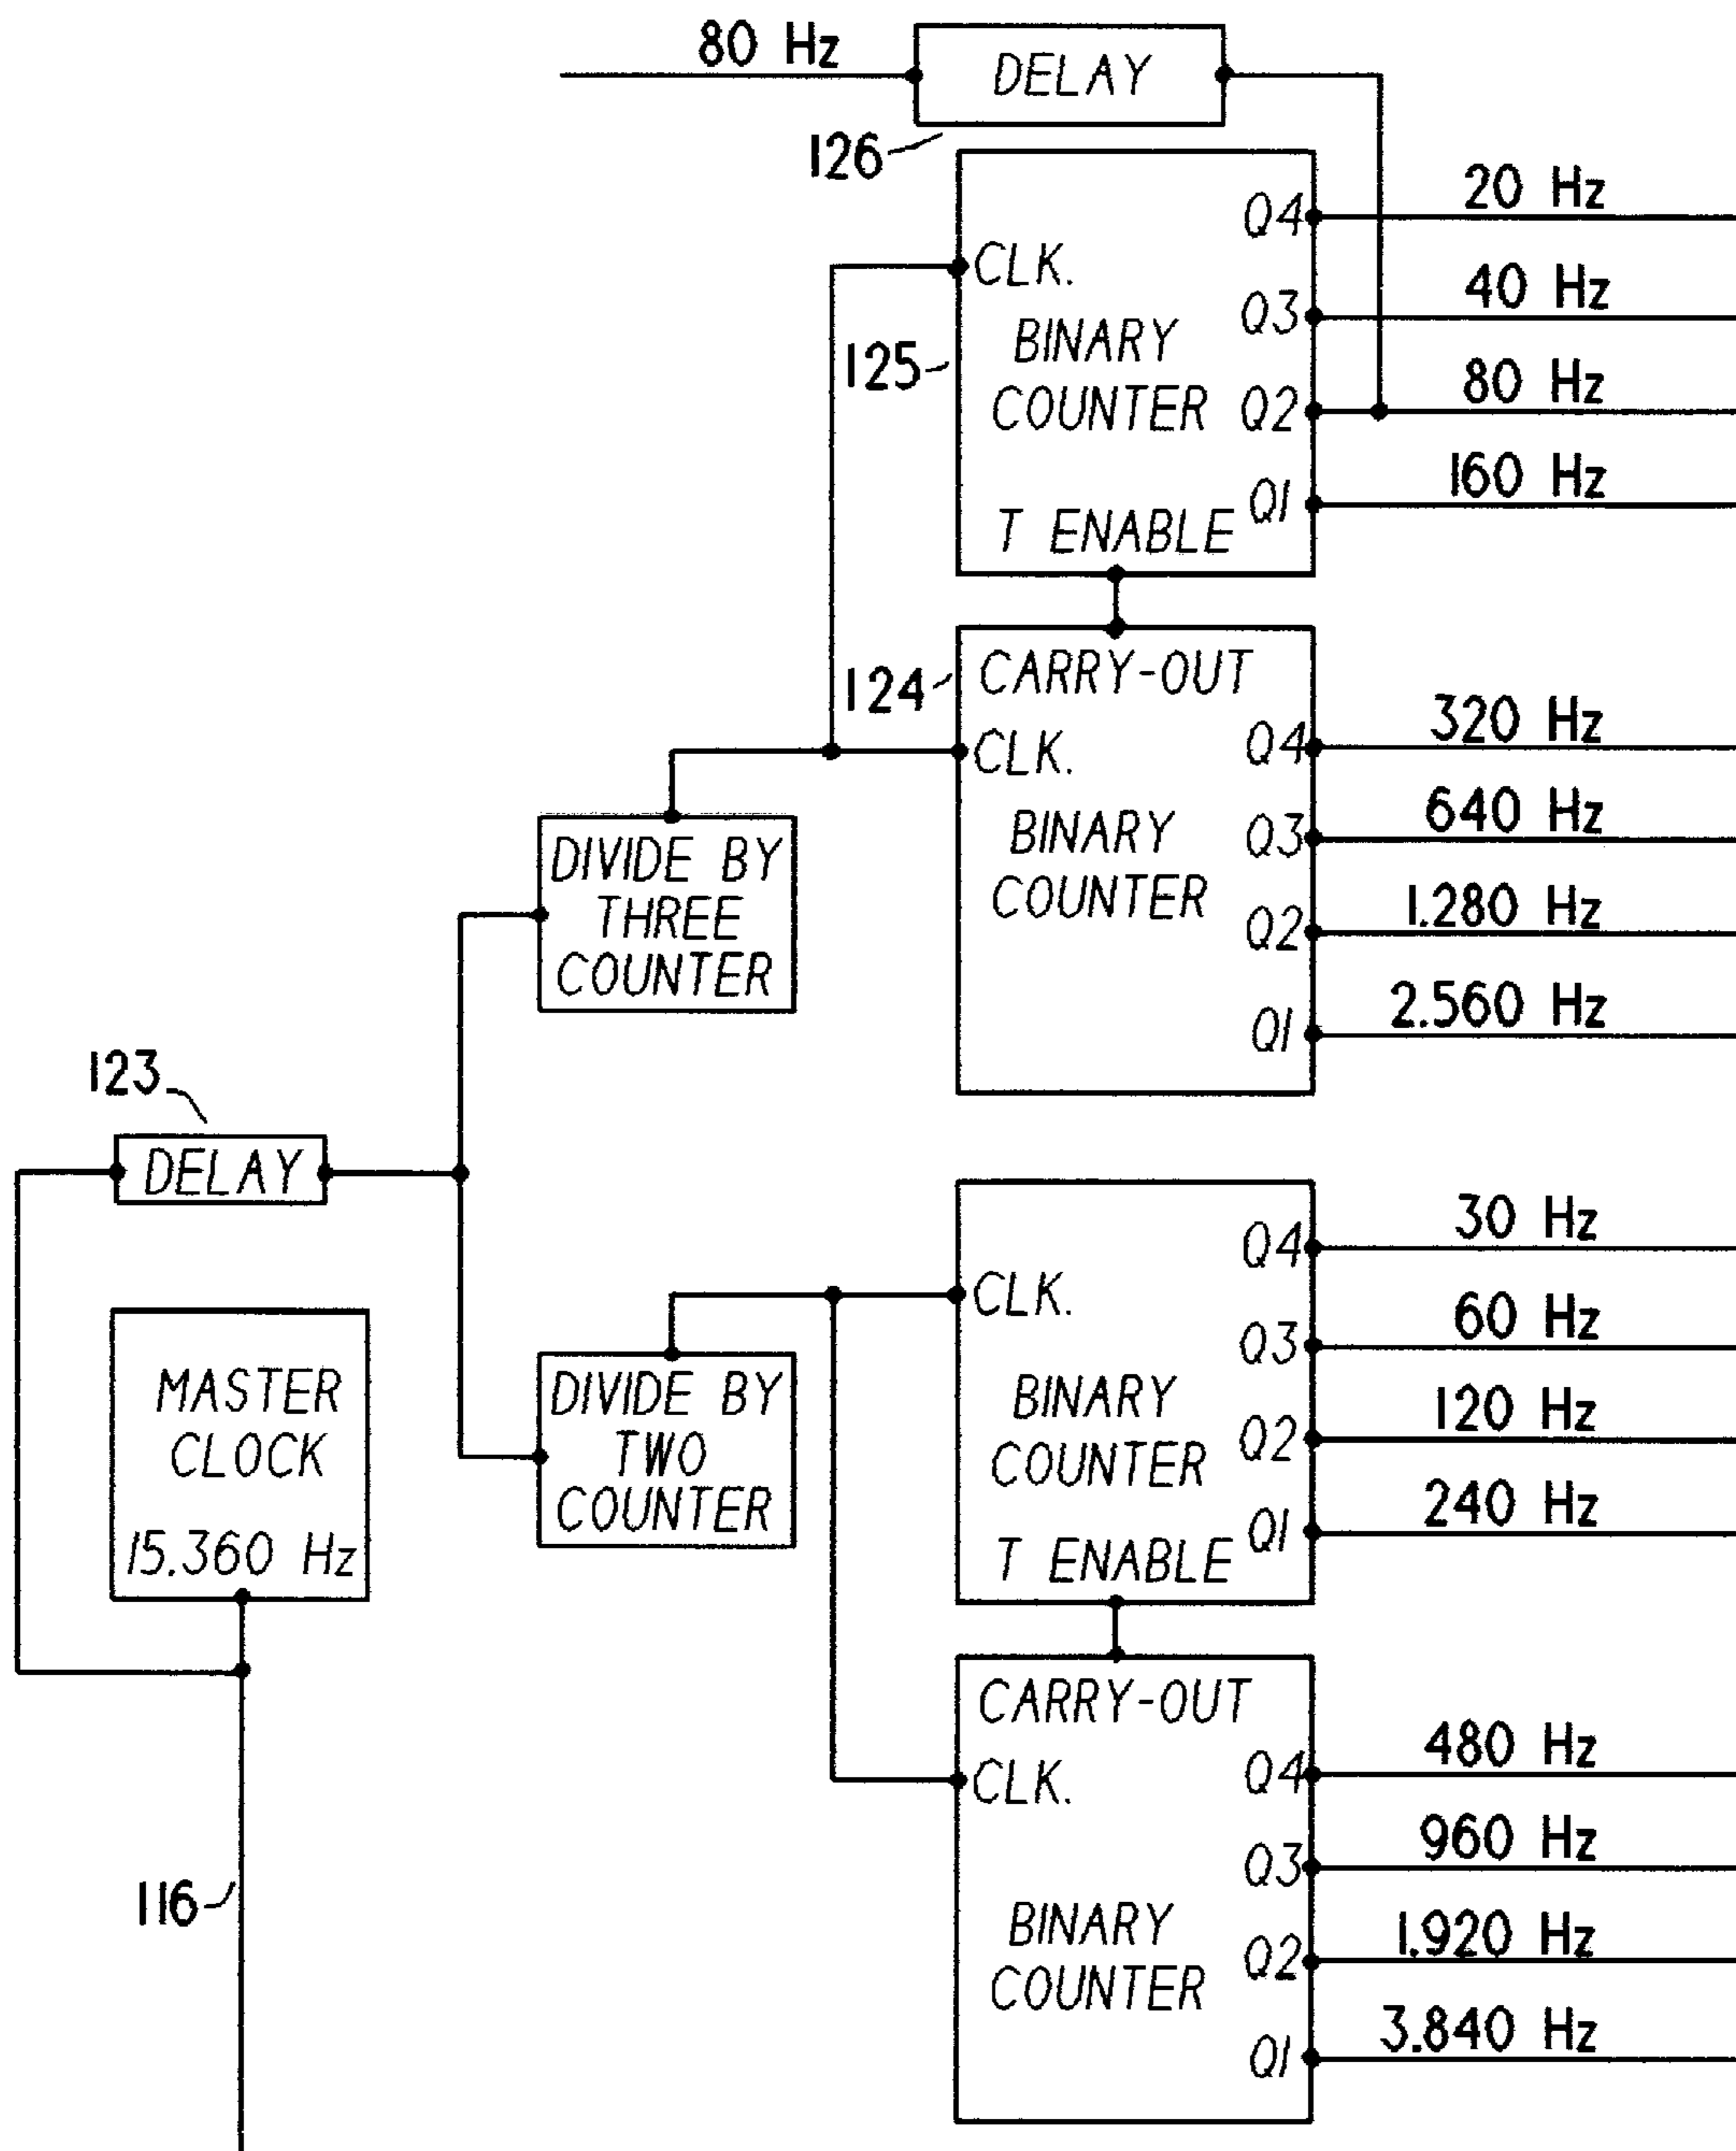 80 Hz
DELAY
126
20 Hz
Q4
CLK.
40 Hz
Q3
BINARY
125
80 Hz
COUNTER
Q2
160 Hz
Q1
T ENABLE
CARRY-OUT
124
320 Hz
Q4
CLK.
640 Hz
Q3
BINARY
DIVIDE BY
THREE
COUNTER
COUNTER
1.280 Hz
Q2
2.560 Hz
Q1
123
DELAY
30 Hz
Q4
CLK.
60 Hz
Q3
MASTER
CLOCK
15.360 Hz
DIVIDE BY
TWO
COUNTER
BINARY
COUNTER
120 Hz
Q2
240 Hz
Q1
T ENABLE
CARRY-OUT
480 Hz
Q4
CLK.
960 Hz
Q3
116
BINARY
COUNTER
1.920 Hz
Q2
3.840 Hz
Q1